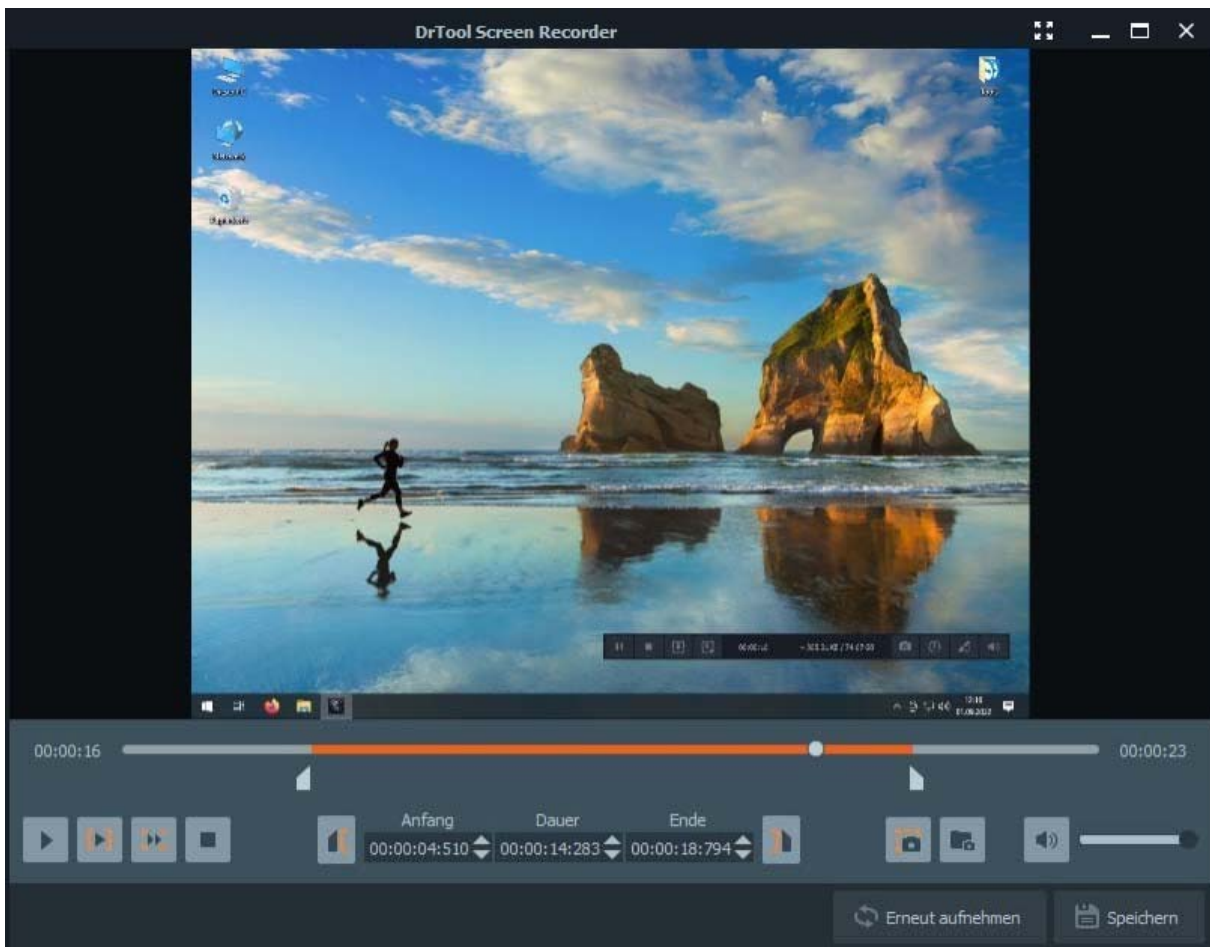 DrTool Screen Recorder
00:00:16
00:00:23
Anfang Dauer Ende
00:00:04:510 00:00:14:283 00:00:18:794
Erneut aufnehmen Speichern